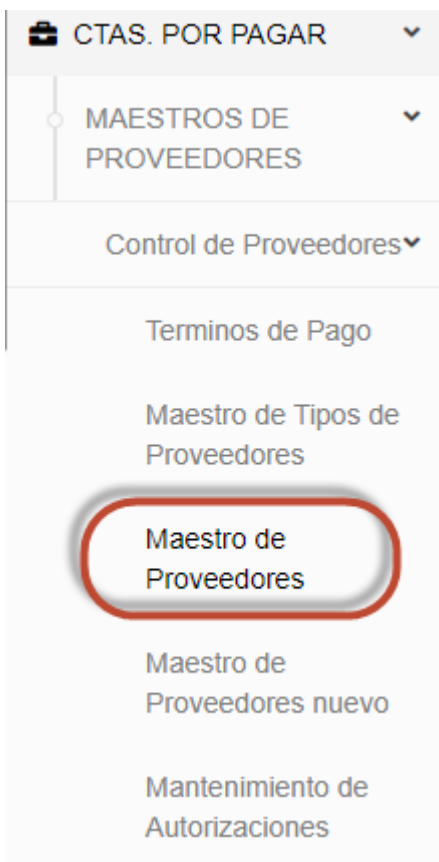 CTAS. POR PAGAR
MAESTROS DE
PROVEEDORES
Control de Proveedores
Terminos de Pago
Maestro de Tipos de
Proveedores
Maestro de
Proveedores
Maestro de
Proveedores nuevo
Mantenimiento de
Autorizaciones